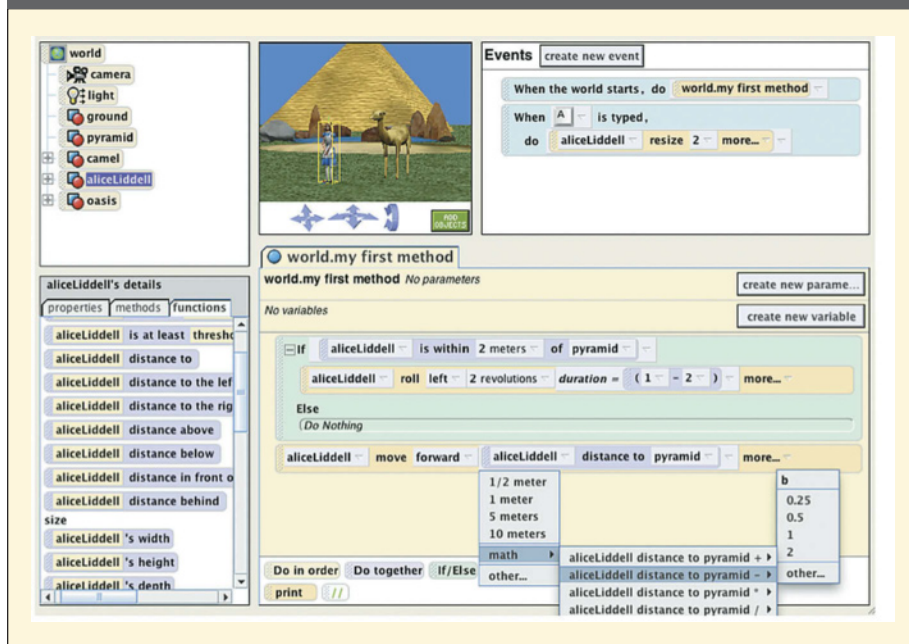 world
camera
light
ground
pyramid
camel
aliceLiddell
oasis
ADD
OBJECTS
Events create new event
When the world starts, do world.my first method
When A is typed,
do aliceLiddell resize 2 more...
aliceLiddell's details
properties methods functions
aliceLiddell is at least thresho
aliceLiddell distance to
aliceLiddell distance to the lef
aliceLiddell distance to the rig
aliceLiddell distance above
aliceLiddell distance below
aliceLiddell distance in front o
aliceLiddell distance behind
size
aliceLiddell 's width
aliceLiddell 's height
aliceLiddell 's depth
world.my first method
world.my first method No parameters create new parame...
No variables create new variable
If aliceLiddell is within 2 meters of pyramid
aliceLiddell roll left 2 revolutions duration = ( 1 - 2 ) more...
Else
(Do Nothing
aliceLiddell move forward aliceLiddell distance to pyramid more...
1/2 meter
1 meter
5 meters
10 meters
math
other...
aliceLiddell distance to pyramid +
aliceLiddell distance to pyramid -
aliceLiddell distance to pyramid *
aliceLiddell distance to pyramid /
b
0.25
0.5
1
2
other...
Do in order Do together If/Else
print //